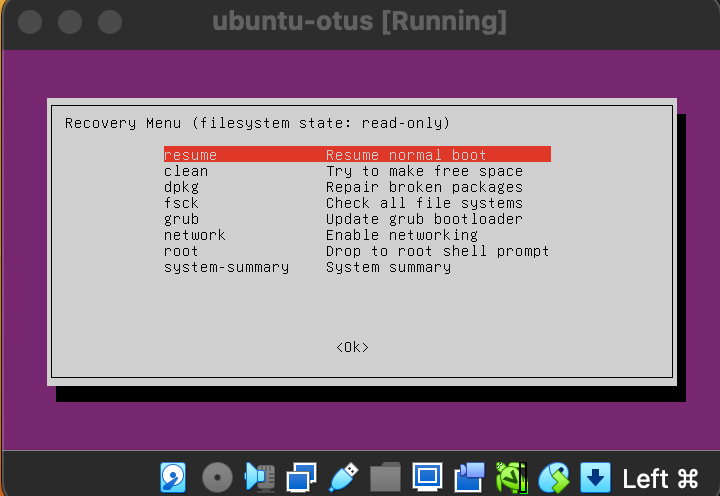 ubuntu-otus [Running]
Recovery Menu (filesystem state: read-only)
resume Resume normal boot
clean Try to make free space
dpkg Repair broken packages
fsck Check all file systems
grub Update grub bootloader
network Enable networking
root Drop to root shell prompt
system-summary System summary
<Ok>
Left ⌘